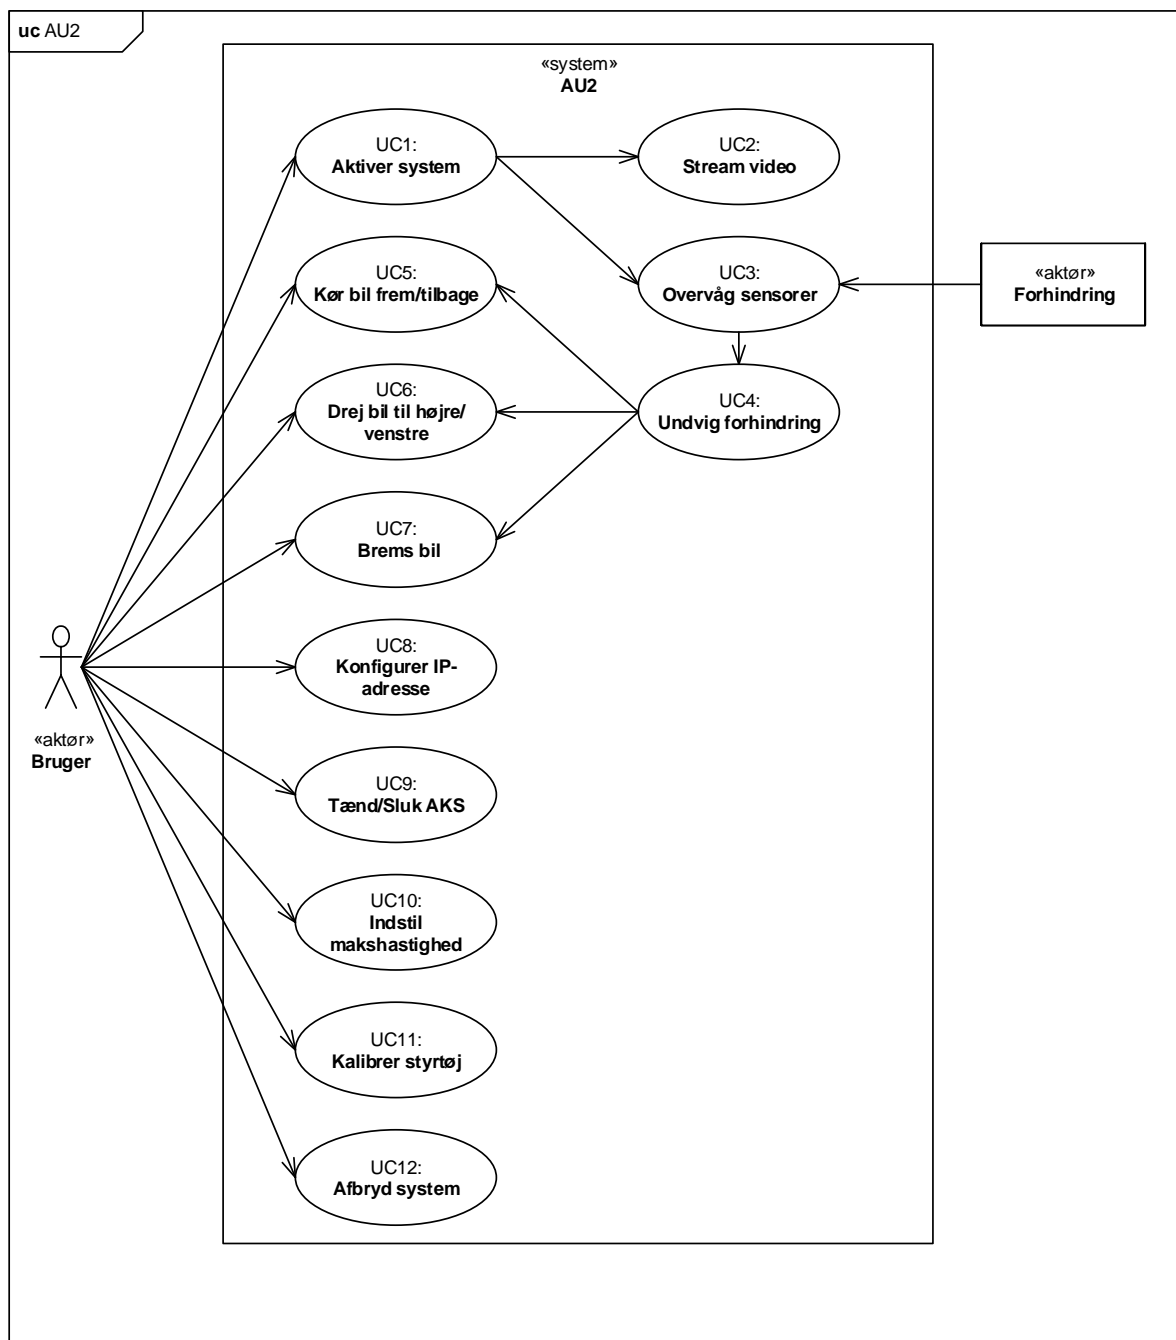 uc AU2
«system»
AU2
UC1:
Aktiver system
UC2:
Stream video
UC5:
Kør bil frem/tilbage
UC3:
Overvåg sensorer
«aktør»
Forhindring
UC6:
Drej bil til højre/
venstre
UC4:
Undvig forhindring
UC7:
Brems bil
UC8:
Konfigurer IP-
adresse
«aktør»
Bruger
UC9:
Tænd/Sluk AKS
UC10:
Indstil
makshastighed
UC11:
Kalibrer styrtøj
UC12:
Afbryd system